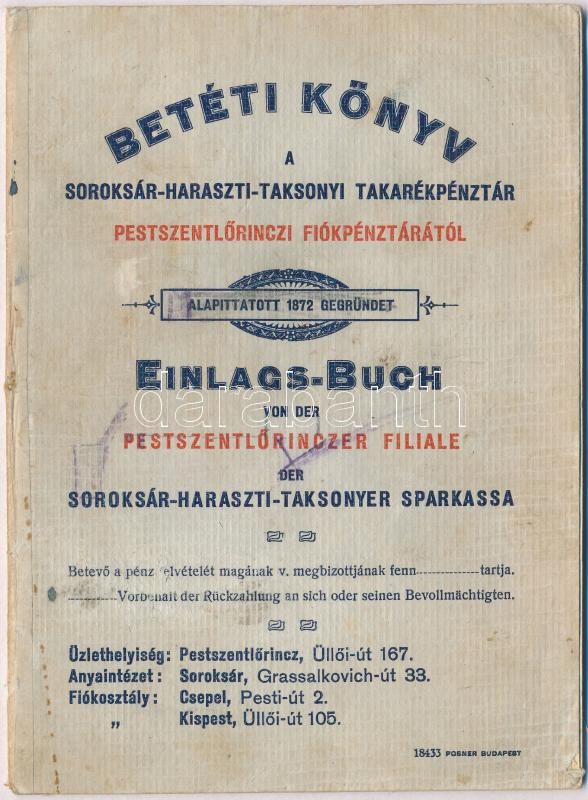 BETÉTI KÖNYV
A
SOROKSÁR-HARASZTI-TAKSONYI TAKARÉKPÉNZTÁR
PESTSZENTLŐRINCZI FIÓKPÉNZTÁRÁTÓL
ALAPITTATOTT 1872 GEGRÜNDET
EINLAGS-BUCH
darabanth
VON DER
PESTSZENTLŐRINCZER FILIALE
DER
SOROKSÁR-HARASZTI-TAKSONYER SPARKASSA
Betevő a pénz elvételét magának v. megbizottjának fenn tartja.
Vorbehalt der Rückzahlung an sich oder seinen Bevollmächtigten.
Üzlethelyiség: Pestszentlőrincz, Üllői-út 167.
Anyaintézet: Soroksár, Grassalkovich-út 33.
Fiókosztály: Csepel, Pesti-út 2.
„ Kispest, Üllői-út 105.
18433 POSNER BUDAPEST